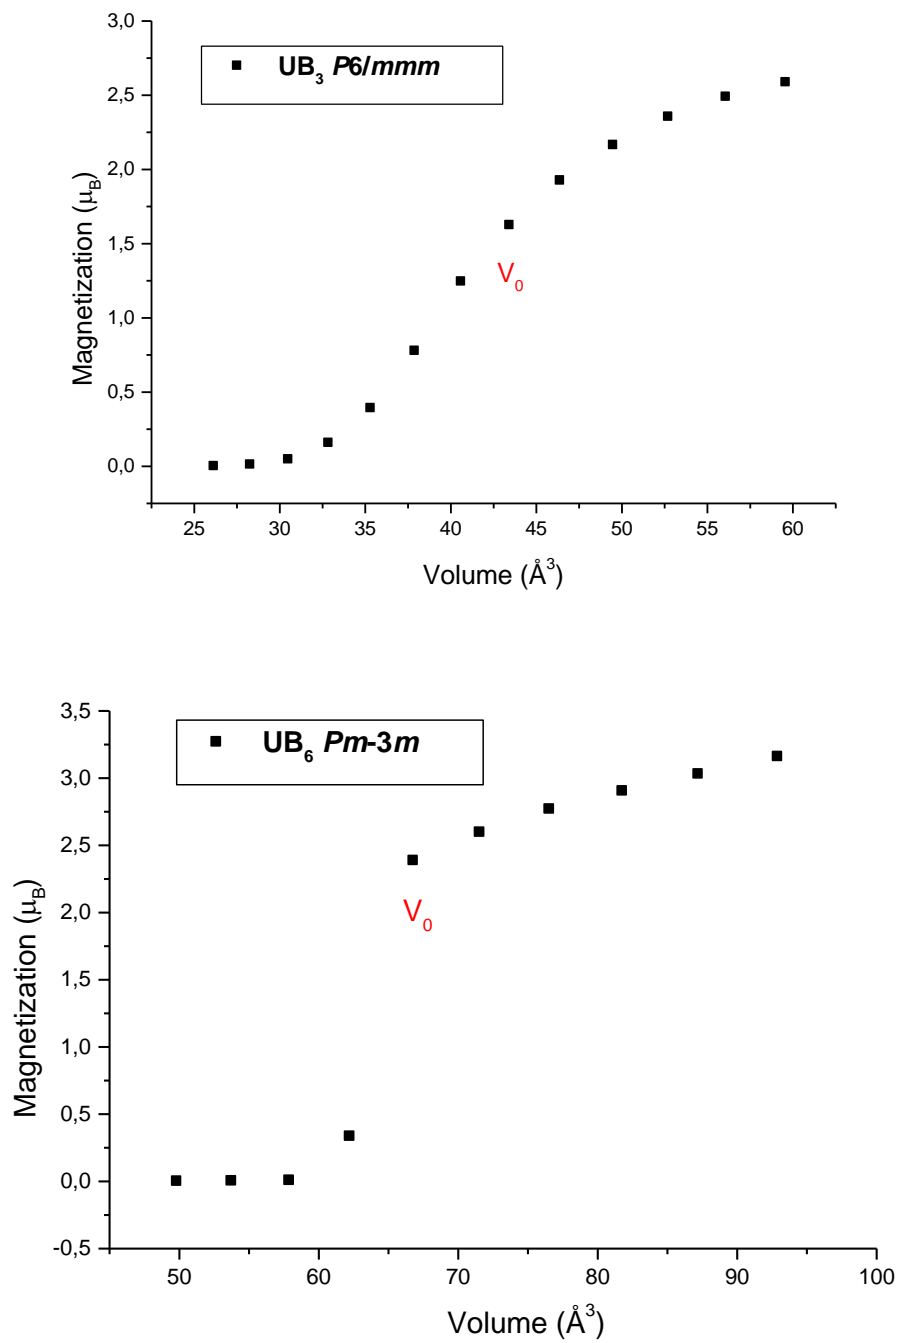 3,0
UB₃ P6/mmm
2,5
2,0
1,5
V₀
1,0
0,5
0,0
Magnetization (μB)
25 30 35 40 45 50 55 60
Volume (Å³)
3,5
UB₆ Pm-3m
3,0
2,5
2,0
V₀
1,5
1,0
0,5
0,0
-0,5
Magnetization (μB)
50 60 70 80 90 100
Volume (Å³)